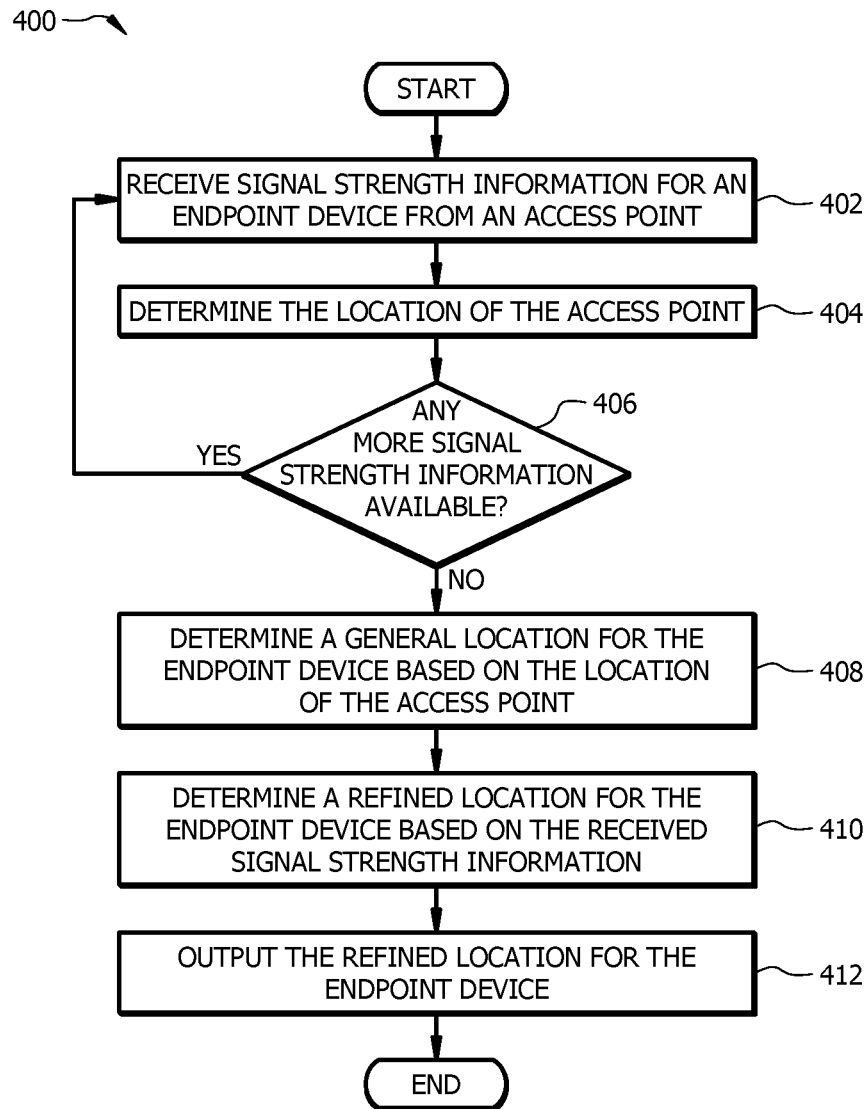 400
START
RECEIVE SIGNAL STRENGTH INFORMATION FOR AN
ENDPOINT DEVICE FROM AN ACCESS POINT
402
DETERMINE THE LOCATION OF THE ACCESS POINT
404
406
ANY
MORE SIGNAL
STRENGTH INFORMATION
AVAILABLE?
YES
NO
DETERMINE A GENERAL LOCATION FOR THE
ENDPOINT DEVICE BASED ON THE LOCATION
OF THE ACCESS POINT
408
DETERMINE A REFINED LOCATION FOR THE
ENDPOINT DEVICE BASED ON THE RECEIVED
SIGNAL STRENGTH INFORMATION
410
OUTPUT THE REFINED LOCATION FOR THE
ENDPOINT DEVICE
412
END